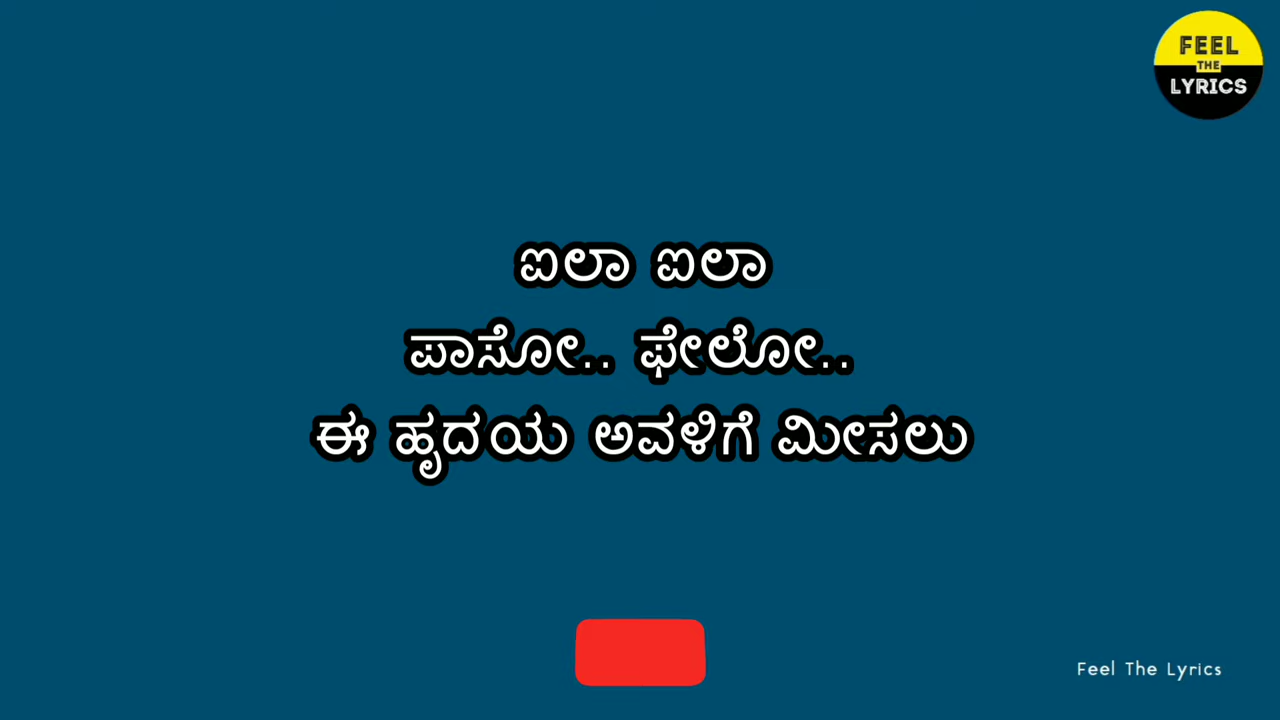 FEEL
THE
LYRICS
ಐಲಾ ಐಲಾ
ಪಾಸೋ.. ಫೇಲೋ..
ಈ ಹೃದಯ ಅವಳಿಗೆ ಮೀಸಲು
Feel The Lyrics